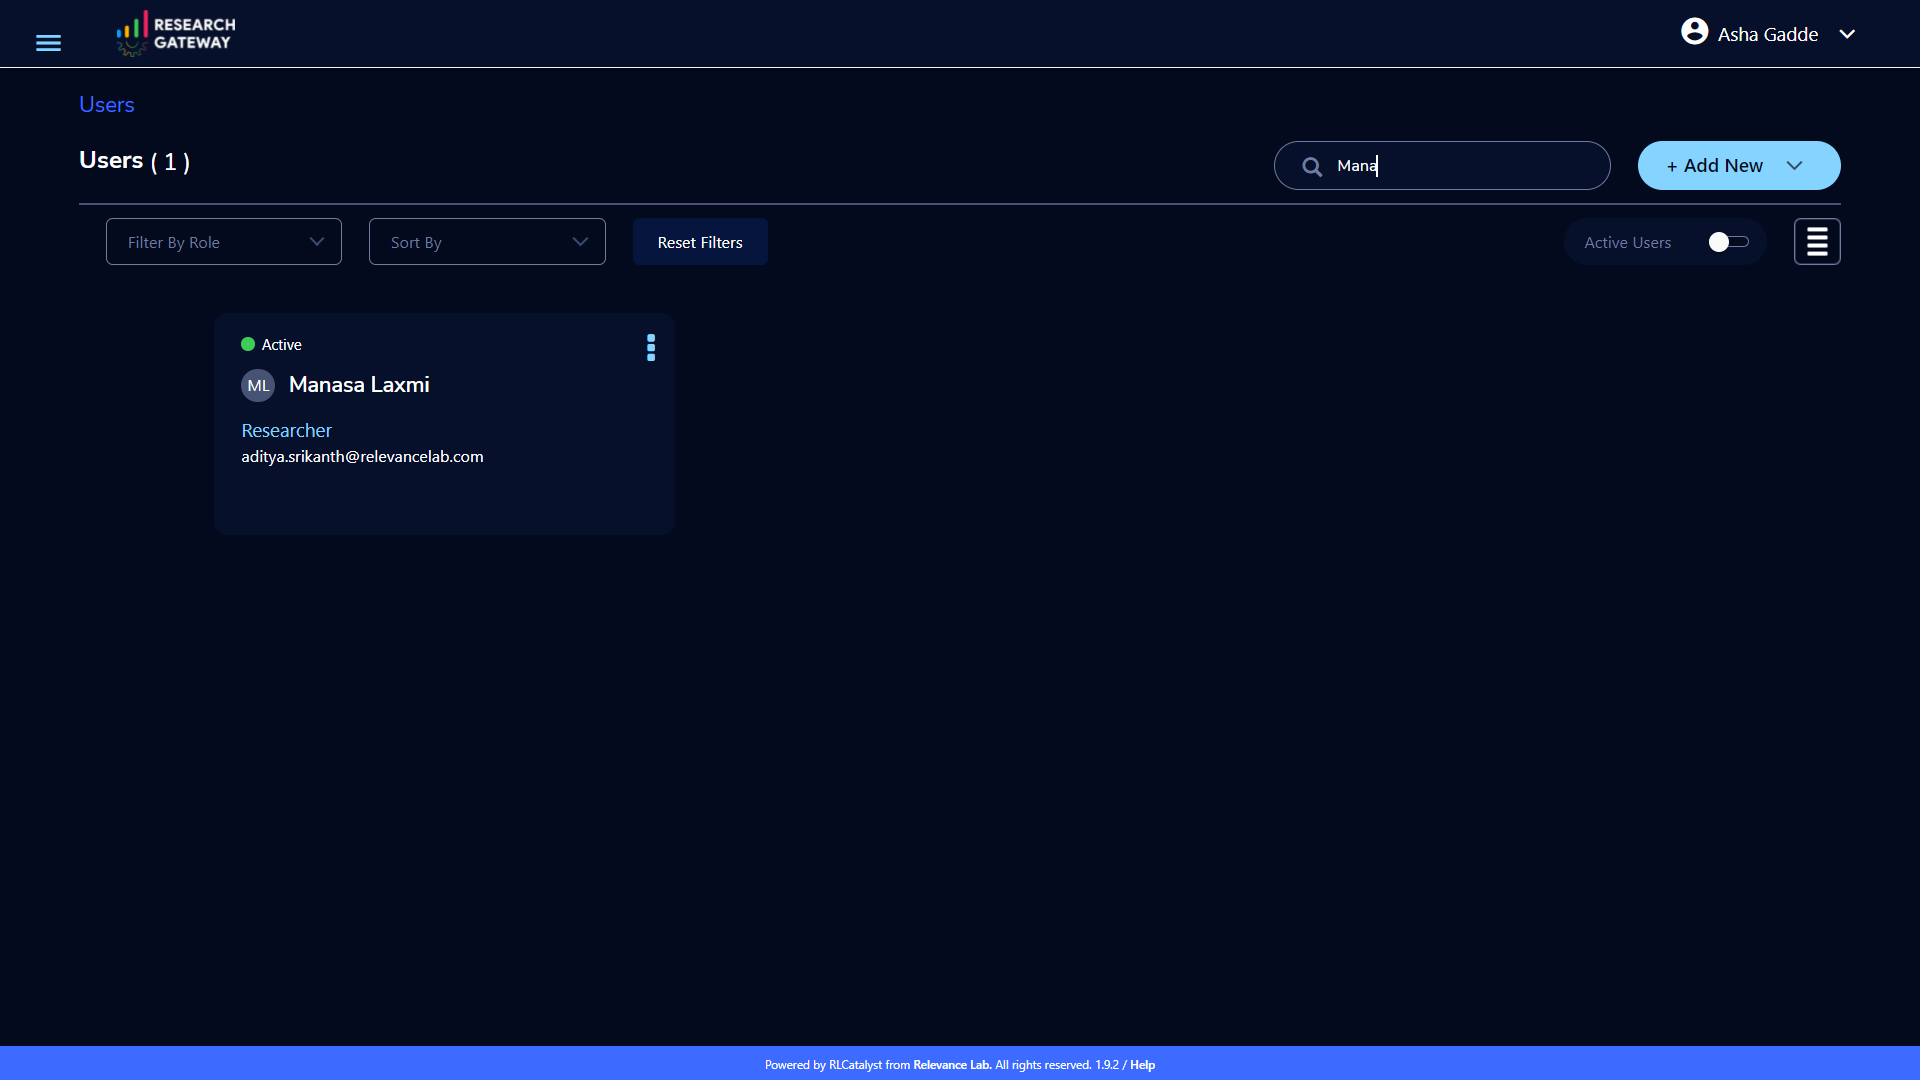 RESEARCH
GATEWAY
Asha Gadde
Users
Users ( 1 )
Mana
+ Add New
Filter By Role
Sort By
Reset Filters
Active Users
Active
ML
Manasa Laxmi
Researcher
aditya.srikanth@relevancelab.com
Powered by RLCatalyst from Relevance Lab. All rights reserved. 1.9.2 / Help